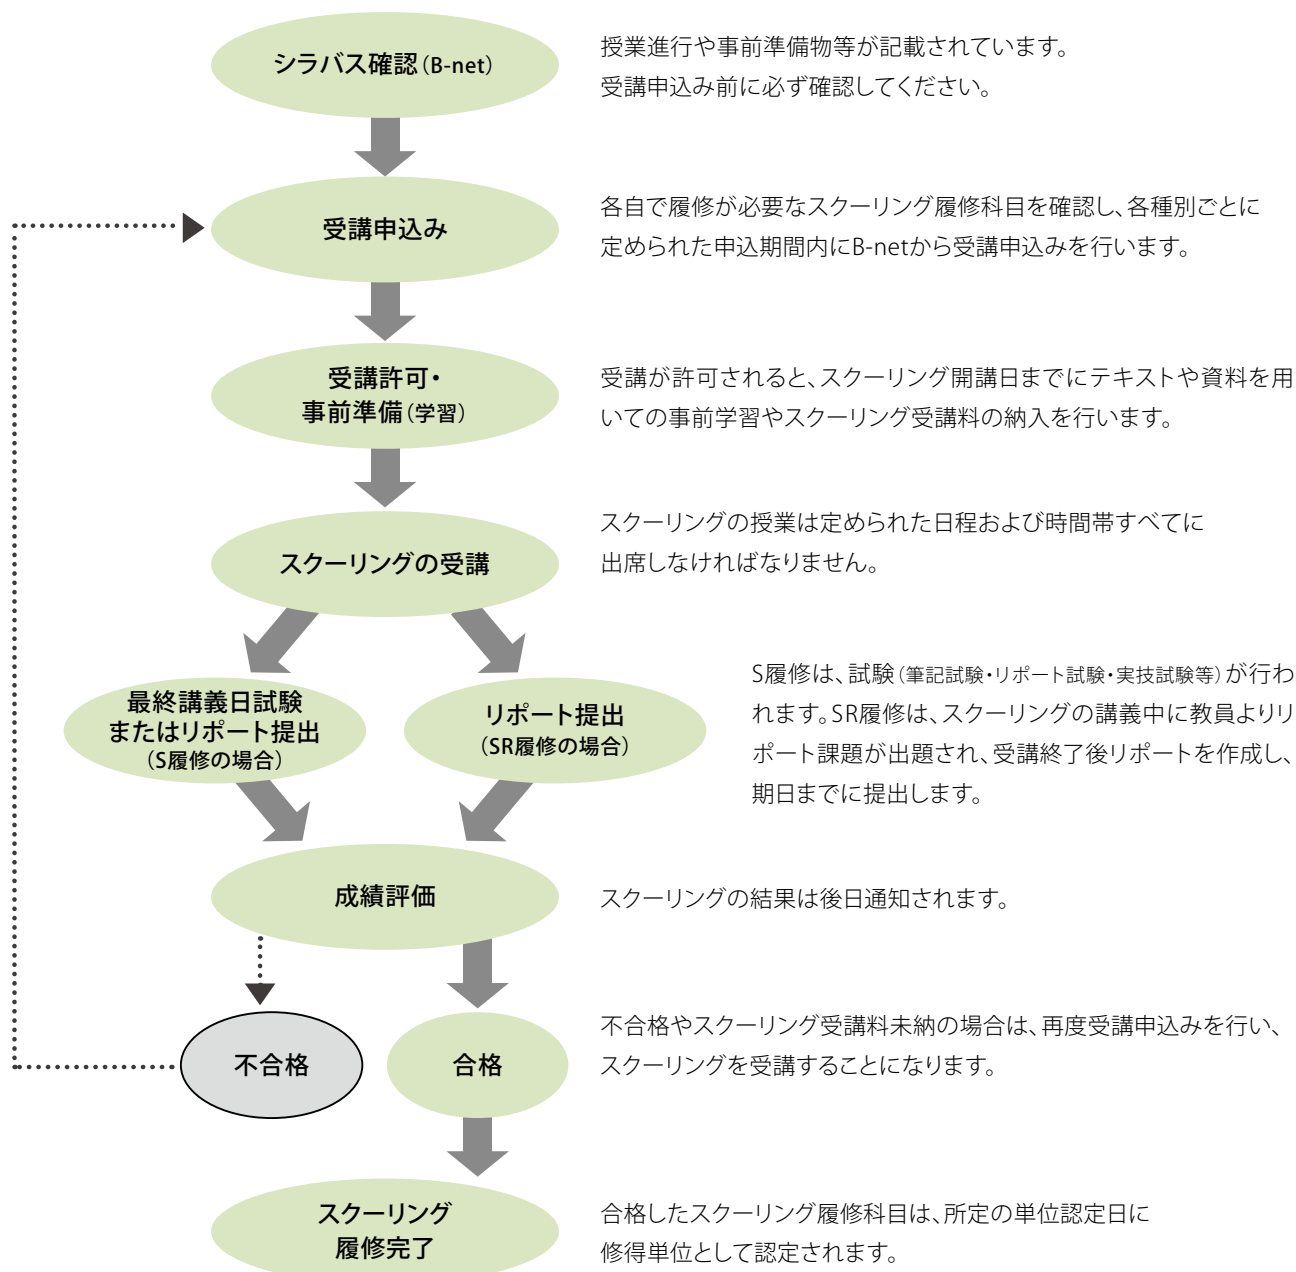 シラバス確認（B-net）
授業進行や事前準備物等が記載されています。
受講申込み前に必ず確認してください。
受講申込み
各自で履修が必要なスクーリング履修科目を確認し、各種別ごとに
定められた申込期間内にB-netから受講申込みを行います。
受講許可・
事前準備（学習）
受講が許可されると、スクーリング開講日までにテキストや資料を用
いての事前学習やスクーリング受講料の納入を行います。
スクーリングの受講
スクーリングの授業は定められた日程および時間帯すべてに
出席しなければなりません。
最終講義日試験
またはリポート提出
（S履修の場合）
リポート提出
（SR履修の場合）
S履修は、試験（筆記試験・リポート試験・実技試験等）が行わ
れます。SR履修は、スクーリングの講義中に教員よりリ
ポート課題が出題され、受講終了後リポートを作成し、
期日までに提出します。
成績評価
スクーリングの結果は後日通知されます。
不合格
合格
不合格やスクーリング受講料未納の場合は、再度受講申込みを行い、
スクーリングを受講することになります。
スクーリング
履修完了
合格したスクーリング履修科目は、所定の単位認定日に
修得単位として認定されます。